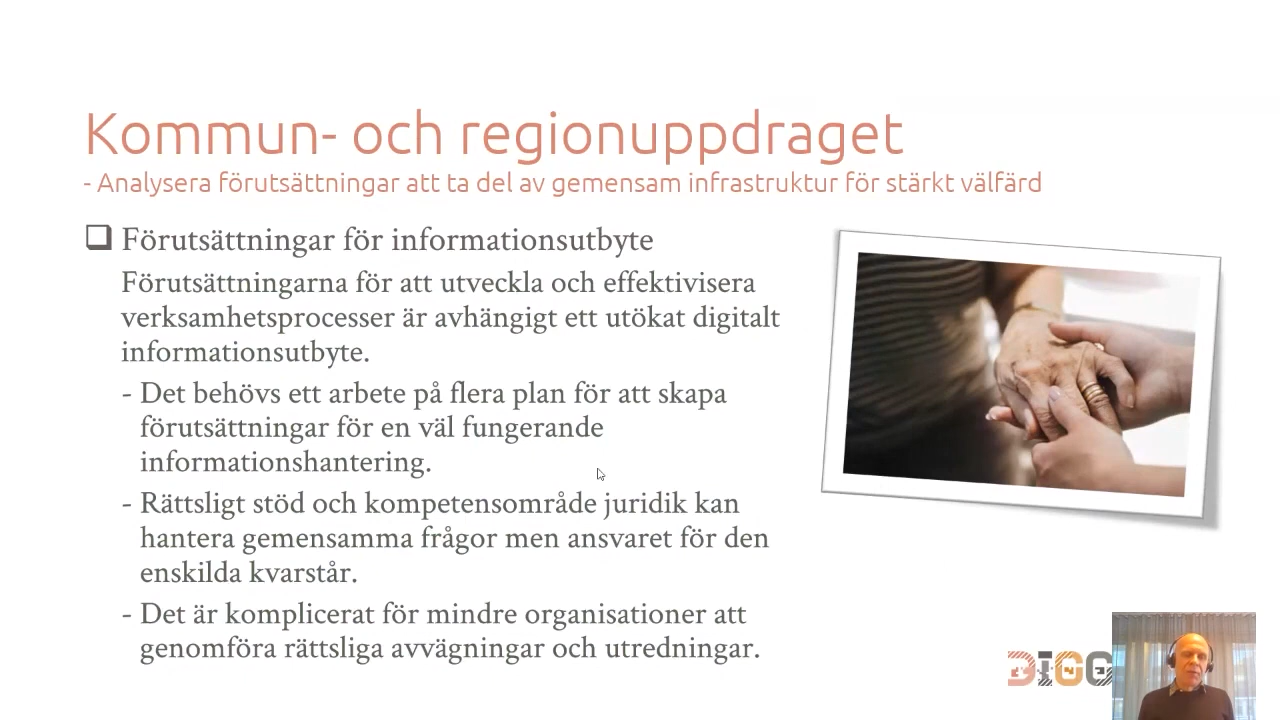 Kommun- och regionuppdraget
- Analysera förutsättningar att ta del av gemensam infrastruktur för stärkt välfärd
Förutsättningar för informationsutbyte
Förutsättningarna för att utveckla och effektivisera
verksamhetsprocesser är avhängigt ett utökat digitalt
informationsutbyte.
- Det behövs ett arbete på flera plan för att skapa
förutsättningar för en väl fungerande
informationshantering.
- Rättsligt stöd och kompetensområde juridik kan
hantera gemensamma frågor men ansvaret för den
enskilda kvarstår.
- Det är komplicerat för mindre organisationer att
genomföra rättsliga avvägningar och utredningar.
DIGG